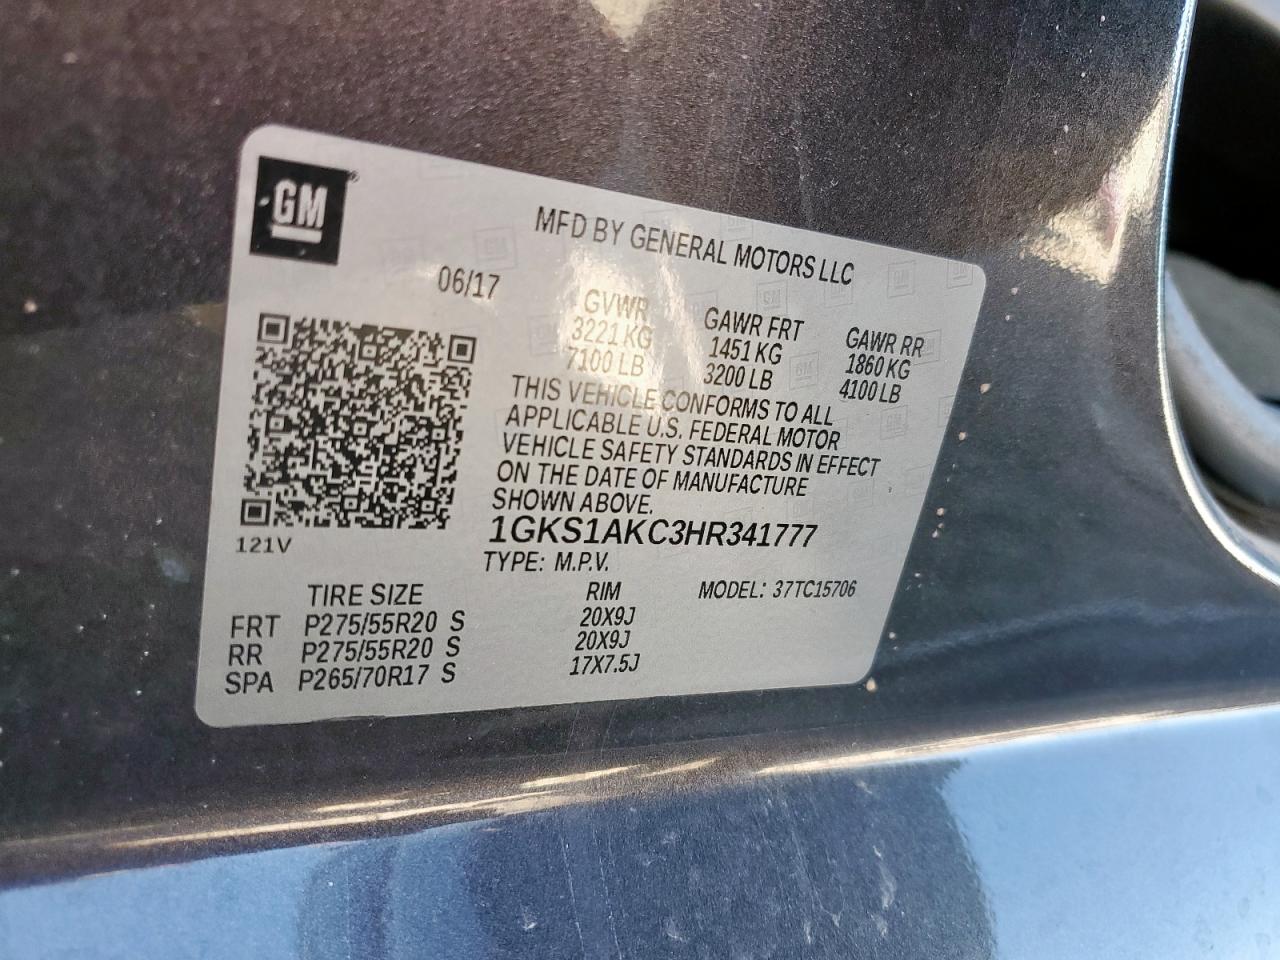 GM
MFD BY GENERAL MOTORS LLC
06/17
GVWR GAWR FRT GAWR RR
3221 KG 1451 KG 1860 KG
7100 LB 3200 LB 4100 LB
THIS VEHICLE CONFORMS TO ALL
APPLICABLE U.S. FEDERAL MOTOR
VEHICLE SAFETY STANDARDS IN EFFECT
ON THE DATE OF MANUFACTURE
SHOWN ABOVE.
1GKS1AKC3HR341777
121V
TYPE: M.P.V.
TIRE SIZE RIM MODEL: 37TC15706
FRT P275/55R20 S 20X9J
RR P275/55R20 S 20X9J
SPA P265/70R17 S 17X7.5J